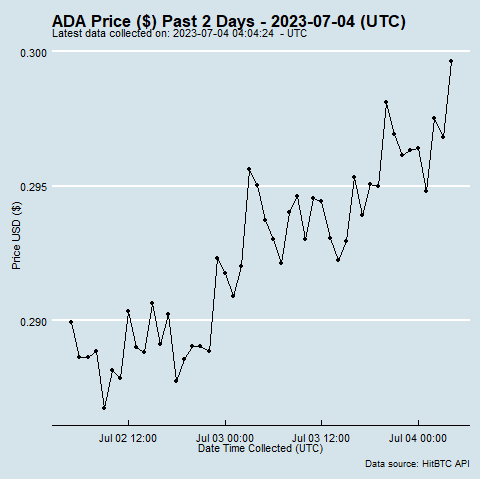 ADA Price ($) Past 2 Days - 2023-07-04 (UTC)
Latest data collected on: 2023-07-04 04:04:24  - UTC
0.300
0.295
0.290
Price USD ($)
Jul 02 12:00 Jul 03 00:00 Jul 03 12:00 Jul 04 00:00
Date Time Collected (UTC)
Data source: HitBTC API